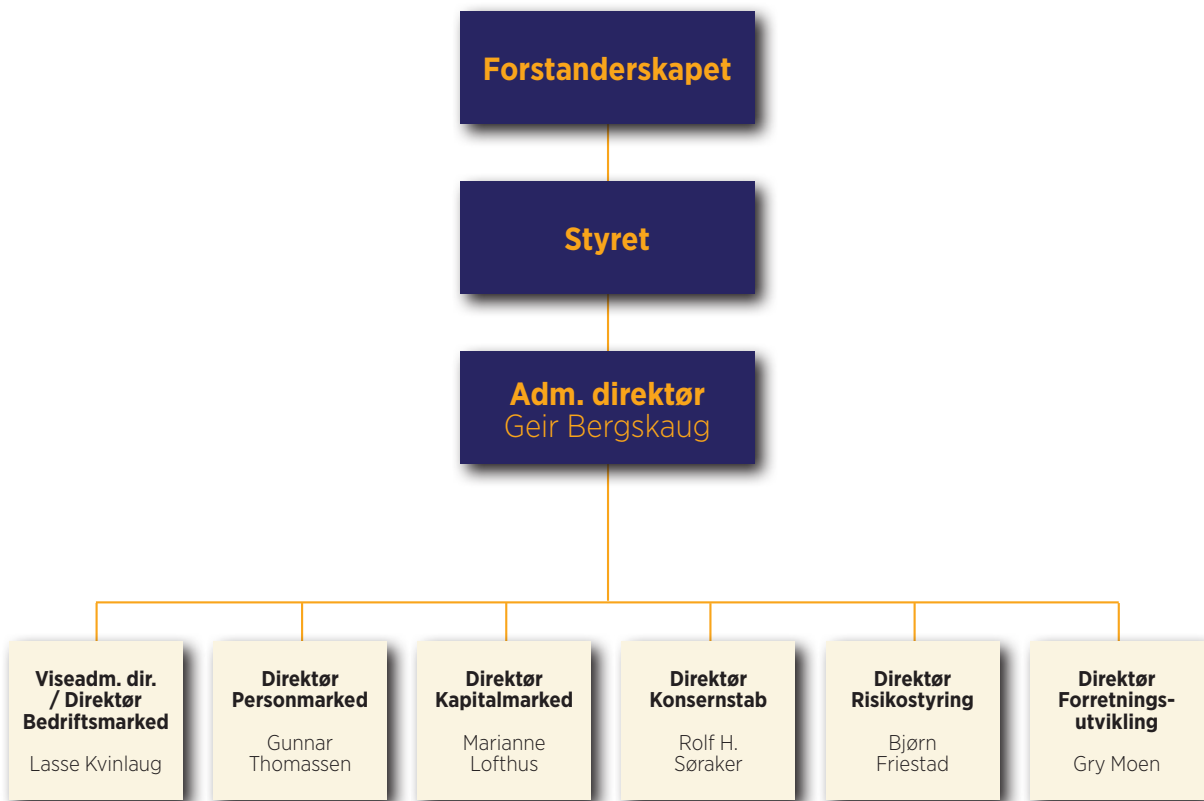 Forstanderskapet
Styret
Adm. direktør
Geir Bergskaug
Viseadm. dir.
/ Direktør
Bedriftsmarked
Lasse Kvinlaug
Direktør
Personmarked
Gunnar
Thomassen
Direktør
Kapitalmarked
Marianne
Lofthus
Direktør
Konsernstab
Rolf H.
Søraker
Direktør
Risikostyring
Bjørn
Friestad
Direktør
Forretnings-
utvikling
Gry Moen